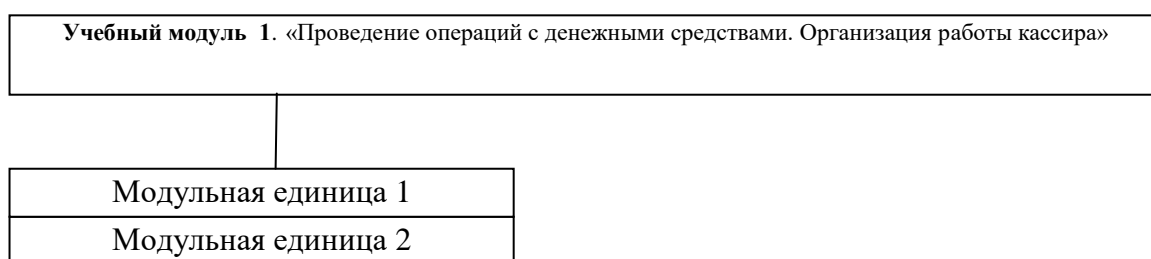 Учебный модуль 1. «Проведение операций с денежными средствами. Организация работы кассира»
Модульная единица 1
Модульная единица 2